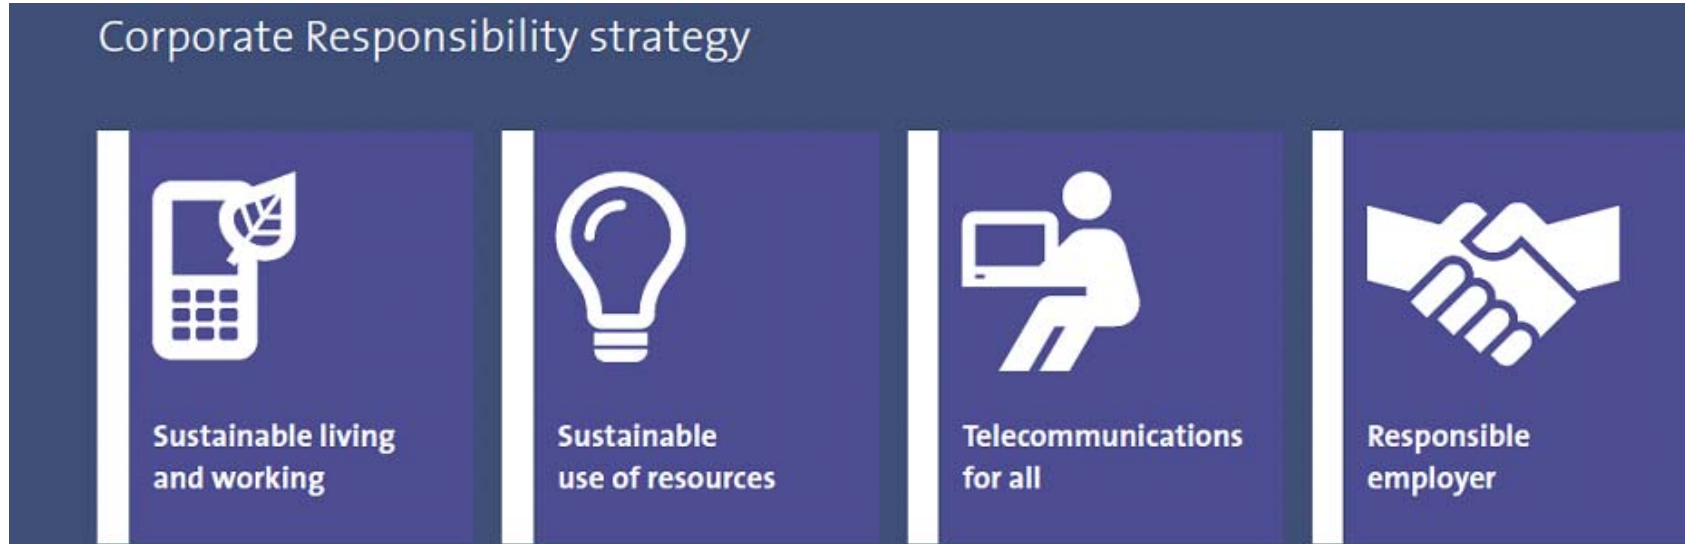 Corporate Responsibility strategy
Sustainable living
and working
Sustainable
use of resources
Telecommunications
for all
Responsible
employer